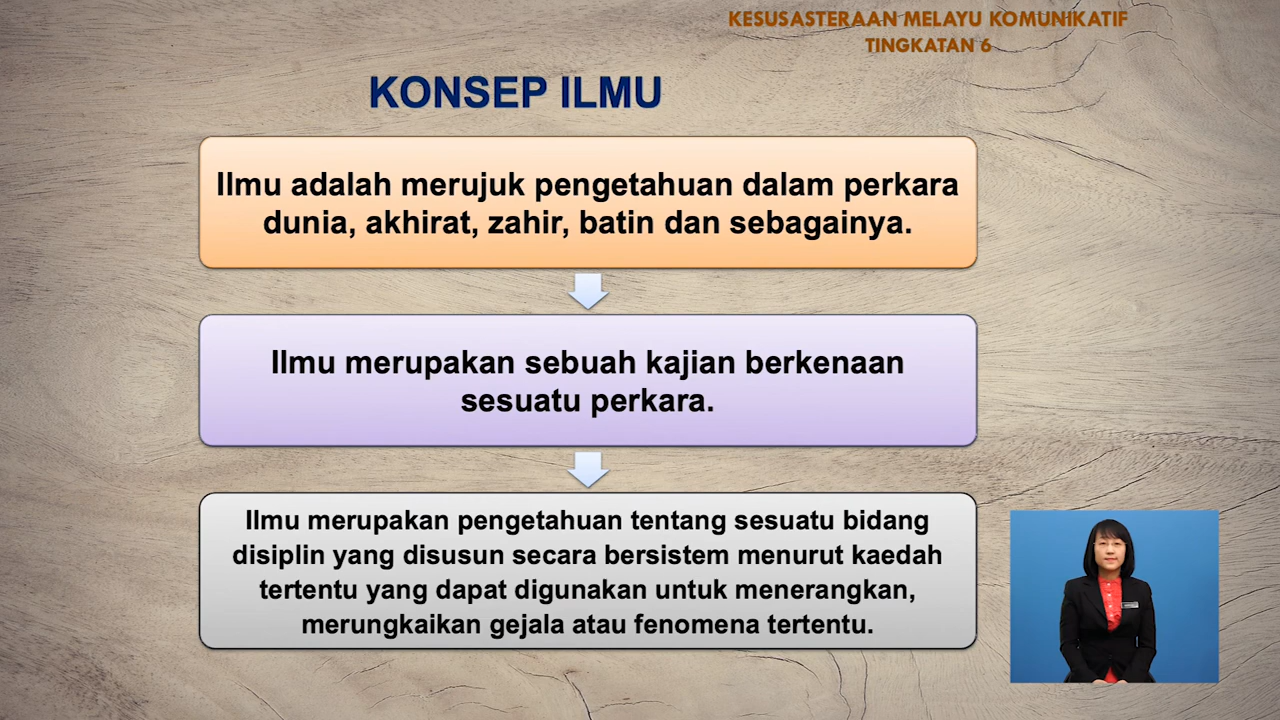 KESUSASTERAAN MELAYU KOMUNIKATIF
TINGKATAN 6
KONSEP ILMU
Ilmu adalah merujuk pengetahuan dalam perkara
dunia, akhirat, zahir, batin dan sebagainya.
Ilmu merupakan sebuah kajian berkenaan
sesuatu perkara.
Ilmu merupakan pengetahuan tentang sesuatu bidang
disiplin yang disusun secara bersistem menurut kaedah
tertentu yang dapat digunakan untuk menerangkan,
merungkaikan gejala atau fenomena tertentu.